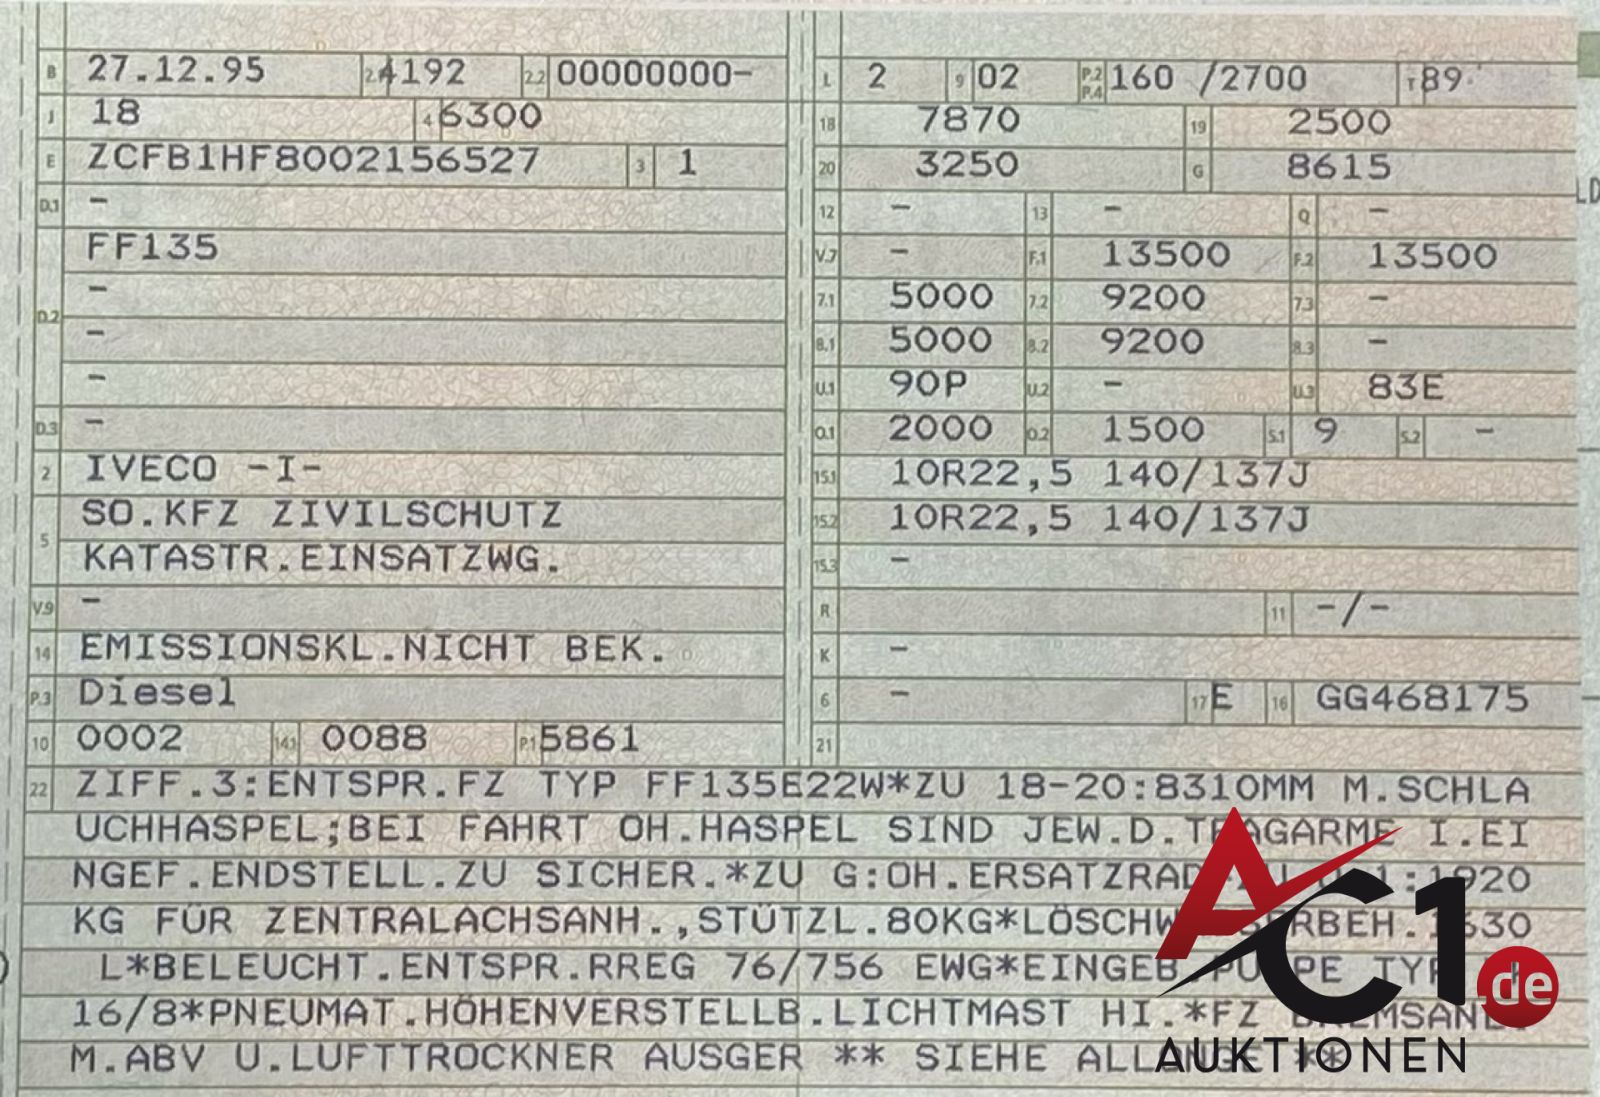 B 27.12.95 2.1 4192 2.2 00000000-
J 18 4 6300
E ZCFB1HF8002156527 3 1
D.1 -
FF135
D.2 -
-
-
D.3 -
2 IVECO -I-
5 SO.KFZ ZIVILSCHUTZ
KATASTR.EINSATZWG.
V.9 -
14 EMISSIONSKL.NICHT BEK.
P.3 Diesel
10 0002 14.1 0088 P.1 5861
L 2 9 02 P.2 P.4 160 /2700 T 89
18 7870 19 2500
20 3250 G 8615
12 - 13 - Q -
V.7 - F.1 13500 F.2 13500
7.1 5000 7.2 9200 7.3 -
8.1 5000 8.2 9200 8.3 -
U.1 90P U.2 - U.3 83E
O.1 2000 O.2 1500 S.1 9 S.2 -
15.1 10R22,5 140/137J
15.2 10R22,5 140/137J
15.3 -
R 11 -/-
K -
6 - 17 E 16 GG468175
21
22 ZIFF.3:ENTSPR.FZ TYP FF135E22W*ZU 18-20:8310MM M.SCHLA
UCHHASPEL;BEI FAHRT OH.HASPEL SIND JEW.D.TRAGARME I.EI
NGEF.ENDSTELL.ZU SICHER.*ZU G:OH.ERSATZRAD
KG FÜR ZENTRALACHSANH.,STÜTZL.80KG*LÖSCHWASSERBEH.1630
L*BELEUCHT.ENTSPR.RREG 76/756 EWG*EINGEB.PUMPE TYP
16/8*PNEUMAT.HÖHENVERSTELLB.LICHTMAST HI.*FZ
M.ABV U.LUFTTROCKNER AUSGER ** SIEHE
AC1.de
AUKTIONEN